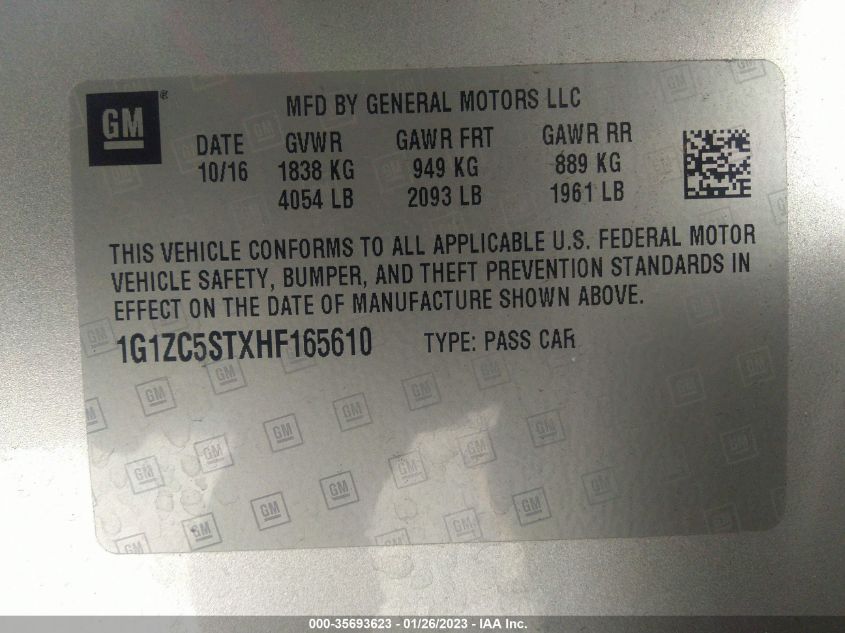 GM ® MFD BY GENERAL MOTORS LLC
DATE GVWR GAWR FRT GAWR RR
10/16 1838 KG 949 KG 889 KG
4054 LB 2093 LB 1961 LB
THIS VEHICLE CONFORMS TO ALL APPLICABLE U.S. FEDERAL MOTOR
VEHICLE SAFETY, BUMPER, AND THEFT PREVENTION STANDARDS IN
EFFECT ON THE DATE OF MANUFACTURE SHOWN ABOVE.
1G1ZC5STXHF165610 TYPE: PASS CAR
000-35693623 - 01/26/2023 - IAA Inc.